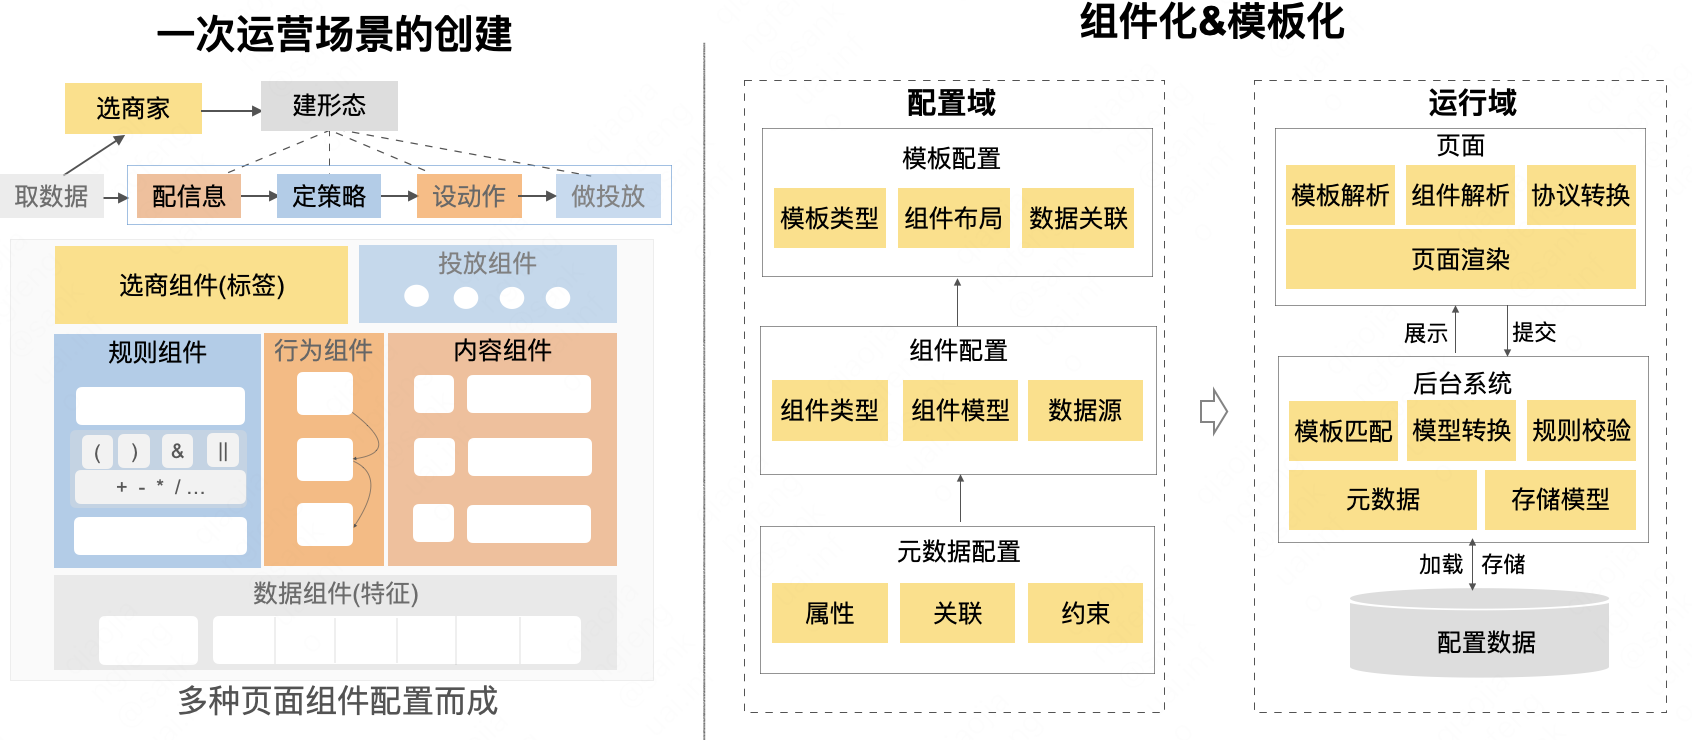 一次运营场景的创建
选商家
建形态
取数据
配信息
定策略
设动作
做投放
选商组件(标签)
投放组件
规则组件
( ) & ||
+ - * / ...
行为组件
内容组件
数据组件(特征)
多种页面组件配置而成
组件化&模板化
配置域
模板配置
模板类型 组件布局 数据关联
组件配置
组件类型 组件模型 数据源
元数据配置
属性 关联 约束
运行域
页面
模板解析 组件解析 协议转换
页面渲染
展示 提交
后台系统
模板匹配 模型转换 规则校验
元数据 存储模型
加载 存储
配置数据